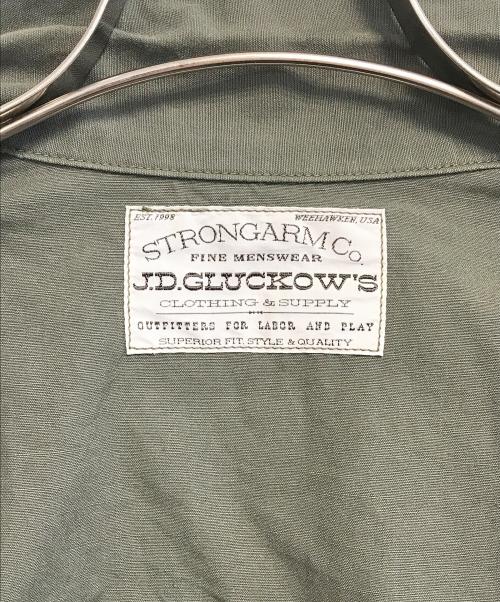 EST. 1998 WEEHAWKEN, USA
STRONGARM CO.
FINE MENSWEAR
J.D.GLUCKOW'S
CLOTHING & SUPPLY
OUTFITTERS FOR LABOR AND PLAY
SUPERIOR FIT, STYLE & QUALITY